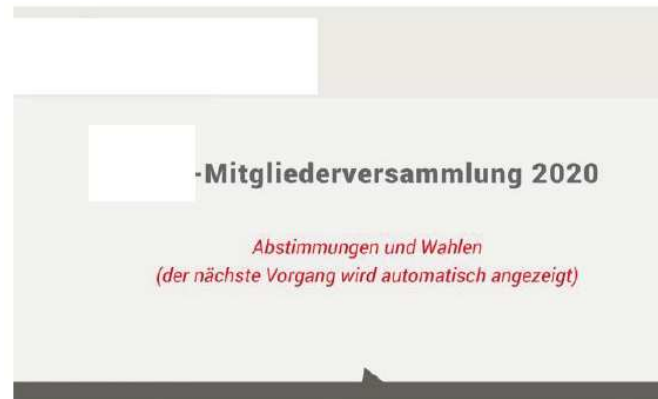 -Mitgliederversammlung 2020
Abstimmungen und Wahlen
(der nächste Vorgang wird automatisch angezeigt)